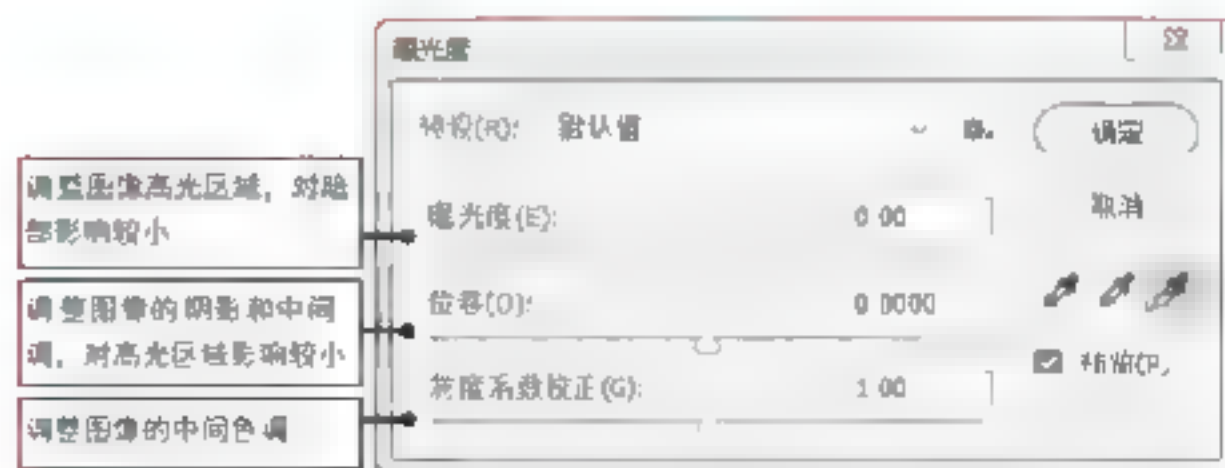 曝光度
预设(R): 默认值
确定
调整图像高光区域，对暗
部影响较小
曝光度(E): 0.00
取消
调整图像的阴影和中间
调，对高光区域影响较小
位移(O): 0.0000
预览(P)
灰度系数校正(G): 1.00
调整图像的中间色调